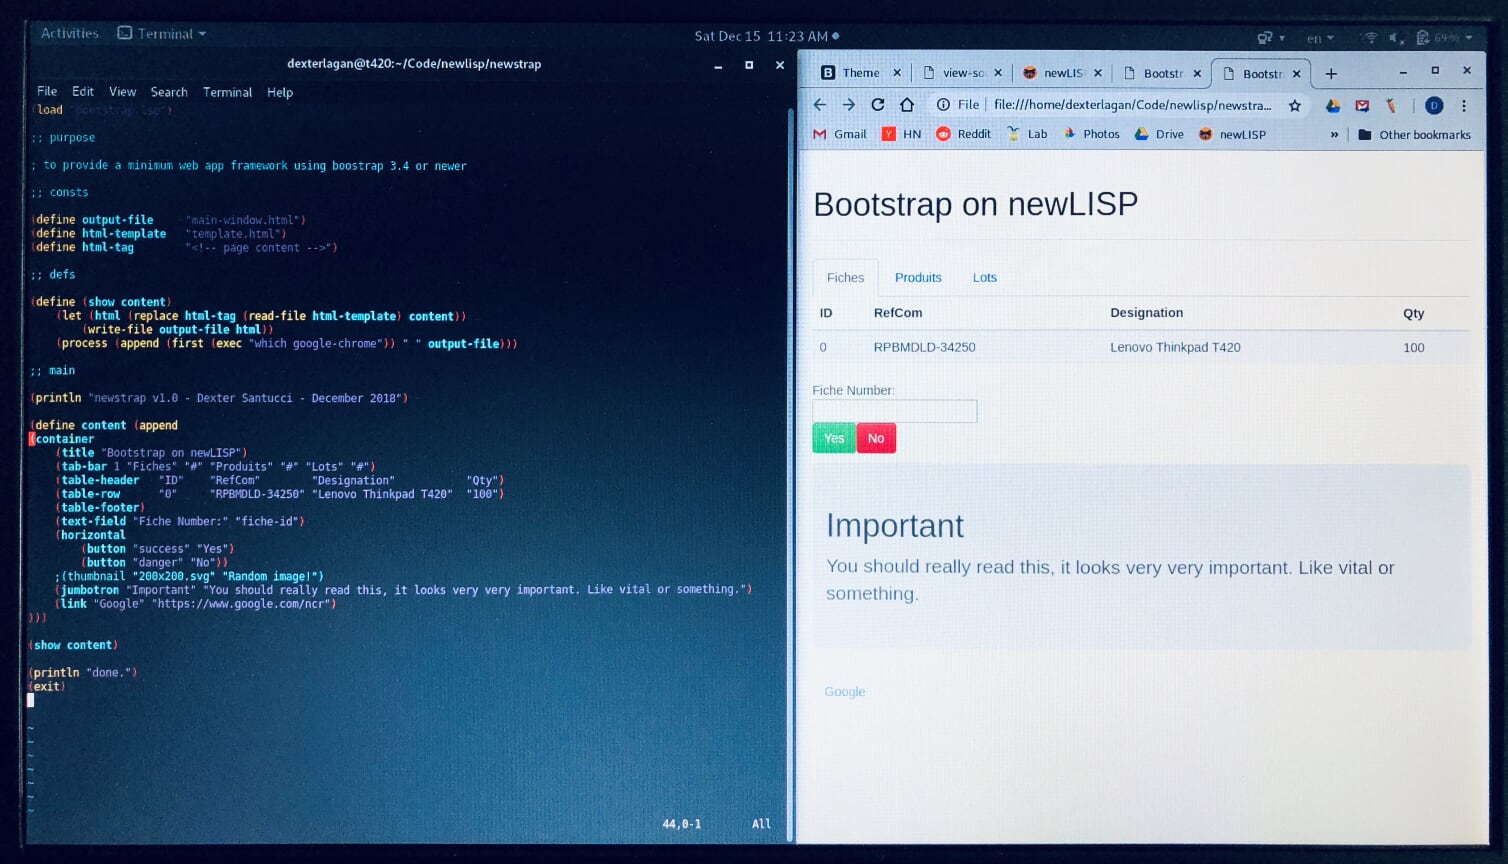 Activities Terminal
Sat Dec 15 11:23 AM
en
69%
dexterlagan@t420:~/Code/newlisp/newstrap
File Edit View Search Terminal Help
(load "bootstrap.lsp")
;; purpose
; to provide a minimum web app framework using boostrap 3.4 or newer
;; consts
(define output-file "main-window.html")
(define html-template "template.html")
(define html-tag "<!-- page content -->")
;; defs
(define (show content)
(let (html (replace html-tag (read-file html-template) content))
(write-file output-file html))
(process (append (first (exec "which google-chrome")) " " output-file)))
;; main
(println "newstrap v1.0 - Dexter Santucci - December 2018")
(define content (append
(container
(title "Bootstrap on newLISP")
(tab-bar 1 "Fiches" "#" "Produits" "#" "Lots" "#")
(table-header "ID" "RefCom" "Designation" "Qty")
(table-row "0" "RPBMDLD-34250" "Lenovo Thinkpad T420" "100")
(table-footer)
(text-field "Fiche Number:" "fiche-id")
(horizontal
(button "success" "Yes")
(button "danger" "No"))
;(thumbnail "200x200.svg" "Random image!")
(jumbotron "Important" "You should really read this, it looks very very important. Like vital or something.")
(link "Google" "https://www.google.com/ncr")
)))
(show content)
(println "done.")
(exit)
~
~
~
~
~
~
~
44,0-1 All
B Theme view-so newLIS Bootstr Bootstr
File file:///home/dexterlagan/Code/newlisp/newstra...
D
Gmail Y HN Reddit Lab Photos Drive newLISP » Other bookmarks
Bootstrap on newLISP
Fiches Produits Lots
ID RefCom Designation Qty
0 RPBMDLD-34250 Lenovo Thinkpad T420 100
Fiche Number:
Yes No
Important
You should really read this, it looks very very important. Like vital or
something.
Google